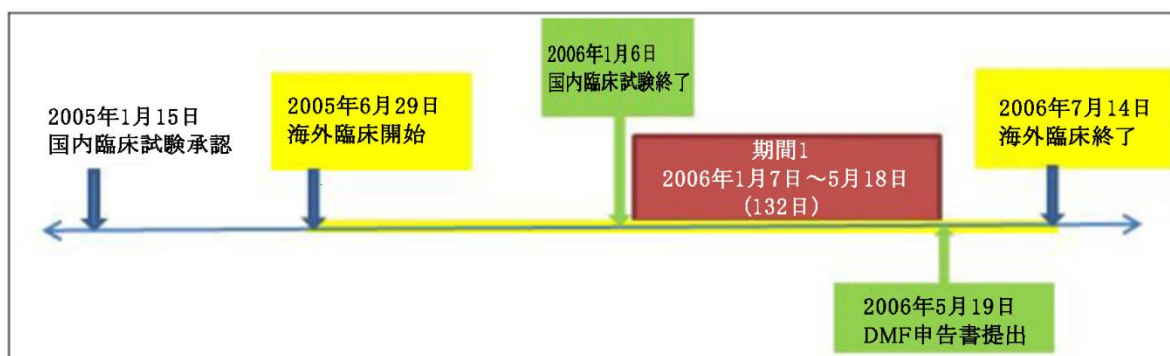 2005年1月15日
国内臨床試験承認
2005年6月29日
海外臨床開始
2006年1月6日
国内臨床試験終了
期間1
2006年1月7日～5月18日
(132日)
2006年5月19日
DMF申告書提出
2006年7月14日
海外臨床終了